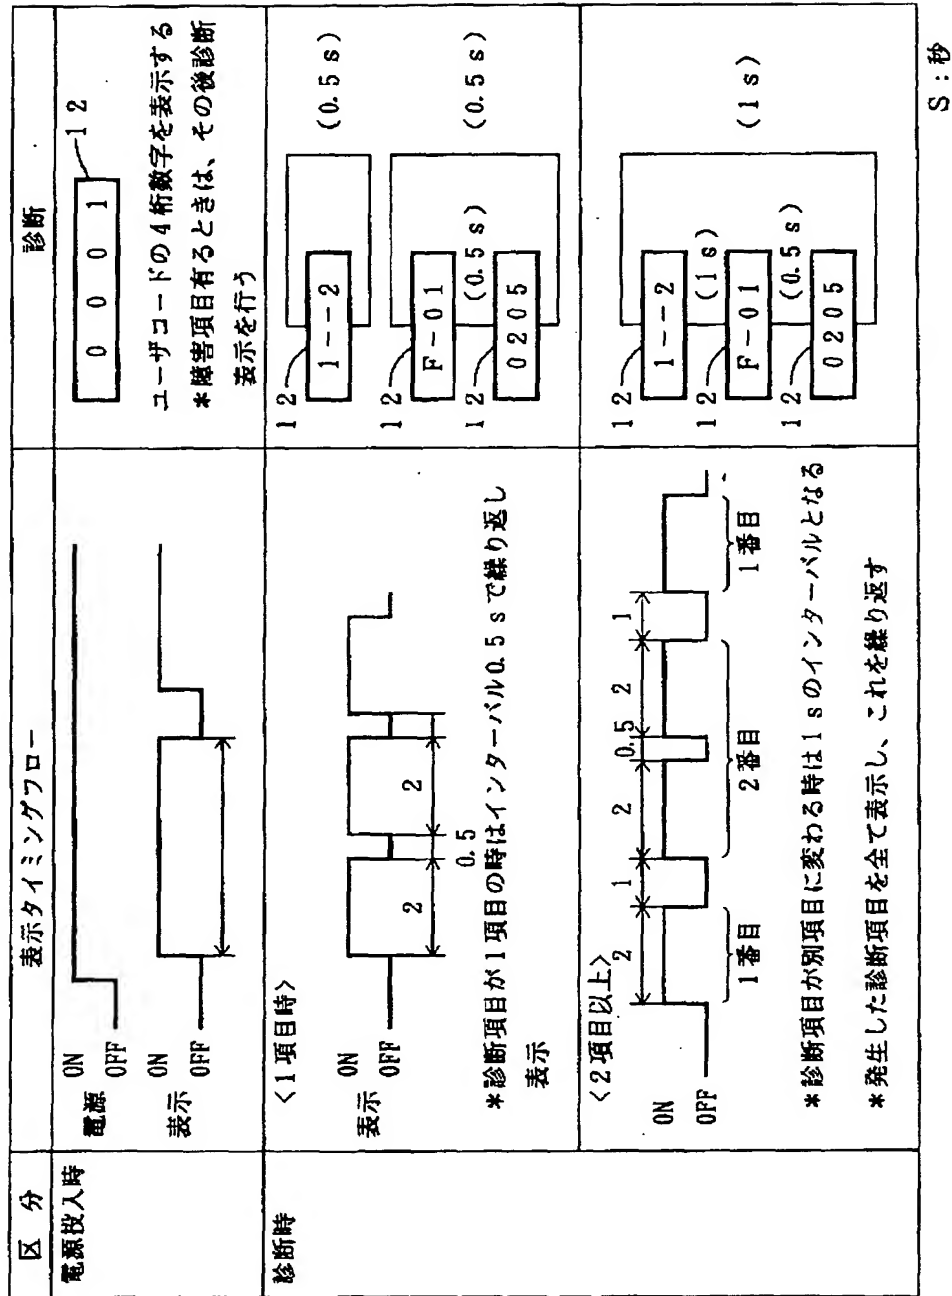 区 分
表示タイミングフロー
診断
電源投入時
電源
ON
OFF
表示
ON
OFF
0 0 0 1
12
ユーザコードの4桁数字を表示する
*障害項目有るときは、その後診断
表示を行う
診断時
<1項目時>
表示
ON
OFF
2
2
0.5
*診断項目が1項目の時はインターバル0.5sで繰り返し
表示
12
1--2
(0.5s)
12
F-01
(0.5s)
12
0205
(0.5s)
<2項目以上>
ON
OFF
2
1
2
0.5
2
1
1番目
2番目
1番目
*診断項目が別項目に変わる時は1sのインターバルとなる
*発生した診断項目を全て表示し、これを繰り返す
12
1--2
(1s)
12
F-01
(0.5s)
12
0205
(1s)
S:秒